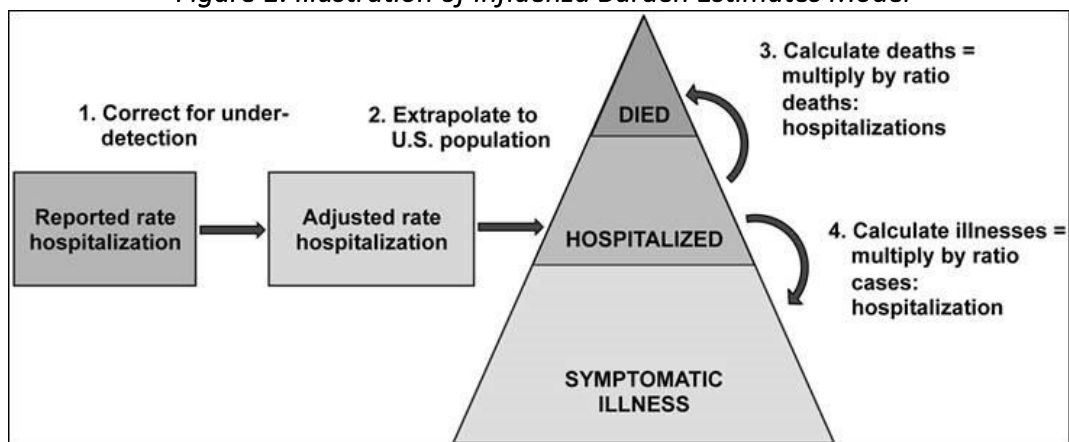 Figure Illustration of Influenza Burden Estimates Model
1. Correct for under-
detection
Reported rate
hospitalization
Adjusted rate
hospitalization
2. Extrapolate to
U.S. population
DIED
HOSPITALIZED
SYMPTOMATIC
ILLNESS
3. Calculate deaths =
multiply by ratio
deaths:
hospitalizations
4. Calculate illnesses =
multiply by ratio
cases:
hospitalization